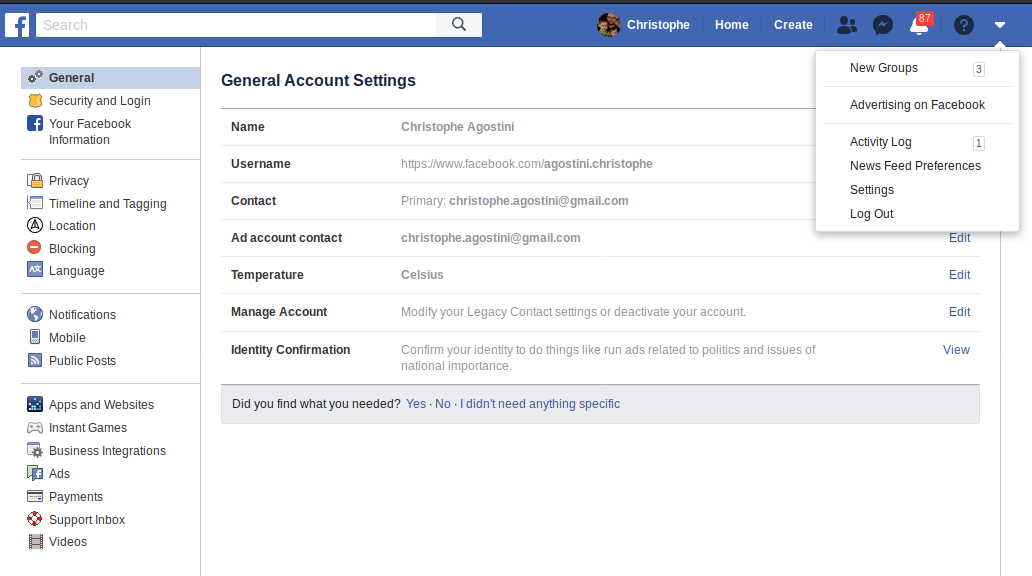 Search
Christophe
Home
Create
87
New Groups 3
Advertising on Facebook
Activity Log 1
News Feed Preferences
Settings
Log Out
General
Security and Login
Your Facebook
Information
Privacy
Timeline and Tagging
Location
Blocking
Language
Notifications
Mobile
Public Posts
Apps and Websites
Instant Games
Business Integrations
Ads
Payments
Support Inbox
Videos
General Account Settings
Name Christophe Agostini
Username https://www.facebook.com/agostini.christophe
Contact Primary: christophe.agostini@gmail.com
Ad account contact christophe.agostini@gmail.com Edit
Temperature Celsius Edit
Manage Account Modify your Legacy Contact settings or deactivate your account. Edit
Identity Confirmation Confirm your identity to do things like run ads related to politics and issues of View
national importance.
Did you find what you needed? Yes · No · I didn't need anything specific